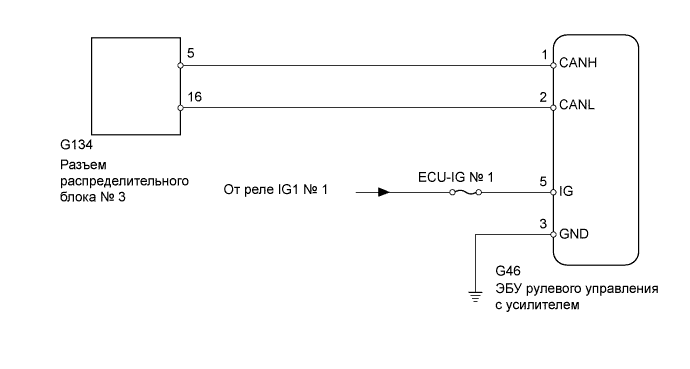 5
1
CANH
16
2
CANL
G134
Разъем
распределительного
блока № 3
От реле IG1 № 1
ECU-IG № 1
5
IG
3
GND
G46
ЭБУ рулевого управления
с усилителем